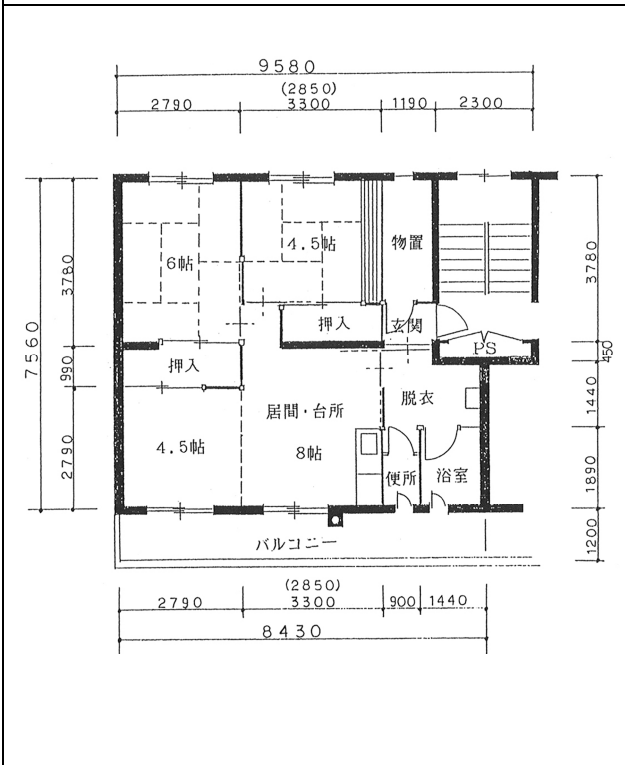 9580
(2850)
2790 3300 1190 2300
7560
3780
990
2790
3780
450
1440
1890
1200
6帖
4.5帖
物置
押入
玄関
PS
押入
居間・台所
脱衣
4.5帖
8帖
便所
浴室
バルコニー
(2850)
2790 3300 900 1440
8430